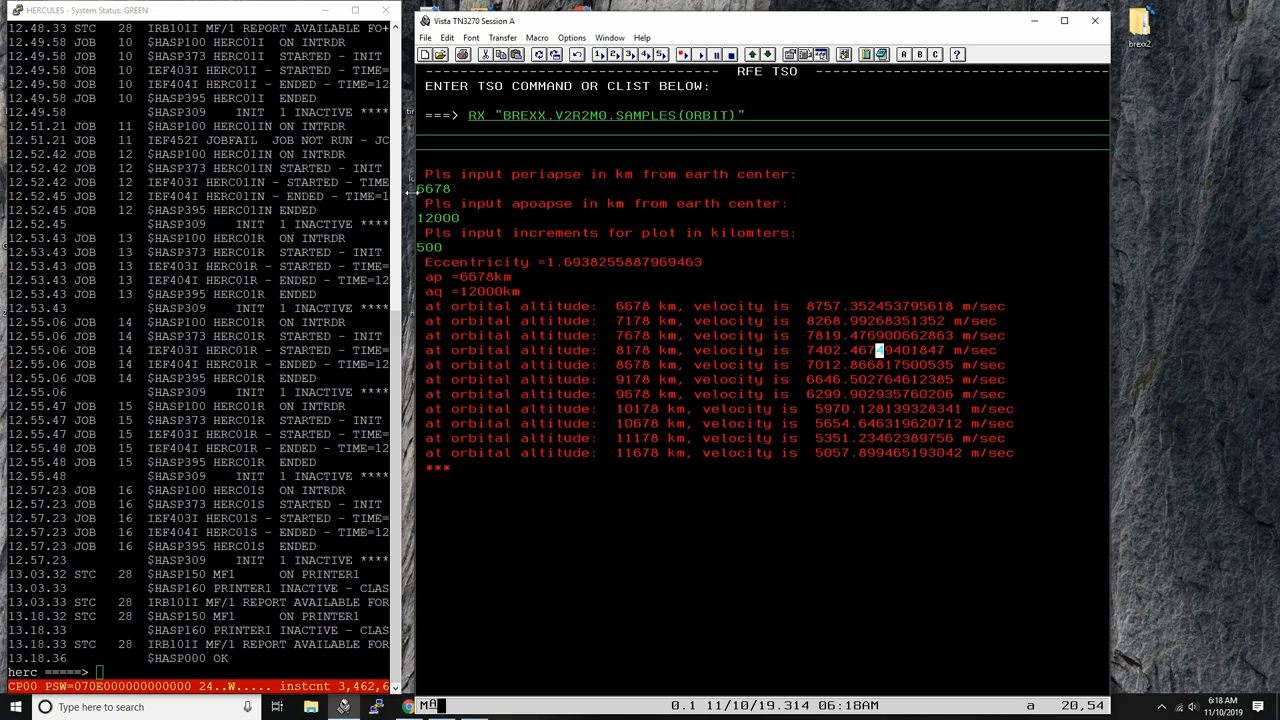 HERCULES - System Status: GREEN
12.48.33 STC 28 IRB101I MF/1 REPORT AVAILABLE FO+
12.49.58 JOB 10 $HASP100 HERC01I ON INTRDR
12.49.58 JOB 10 $HASP373 HERC01I STARTED - INIT
12.49.58 JOB 10 IEF403I HERC01I - STARTED - TIME
12.49.58 JOB 10 IEF404I HERC01I - ENDED - TIME=12
12.49.58 JOB 10 $HASP395 HERC01I ENDED
12.49.58 $HASP309 INIT 1 INACTIVE ****
12.51.21 JOB 11 $HASP100 HERC01IN ON INTRDR
12.51.21 JOB 11 IEF452I JOBFAIL JOB NOT RUN - JC
12.52.42 JOB 12 $HASP100 HERC01IN ON INTRDR
12.52.42 JOB 12 $HASP373 HERC01IN STARTED - INIT
12.52.42 JOB 12 IEF403I HERC01IN - STARTED - TIME
12.52.45 JOB 12 IEF404I HERC01IN - ENDED - TIME=1
12.52.45 JOB 12 $HASP395 HERC01IN ENDED
12.52.45 $HASP309 INIT 1 INACTIVE ****
12.53.43 JOB 13 $HASP100 HERC01R ON INTRDR
12.53.43 JOB 13 $HASP373 HERC01R STARTED - INIT
12.53.43 JOB 13 IEF403I HERC01R - STARTED - TIME=
12.53.43 JOB 13 IEF404I HERC01R - ENDED - TIME=12
12.53.43 JOB 13 $HASP395 HERC01R ENDED
12.53.43 $HASP309 INIT 1 INACTIVE ****
12.55.06 JOB 14 $HASP100 HERC01R ON INTRDR
12.55.06 JOB 14 $HASP373 HERC01R STARTED - INIT
12.55.06 JOB 14 IEF403I HERC01R - STARTED - TIME=
12.55.06 JOB 14 IEF404I HERC01R - ENDED - TIME=12
12.55.06 JOB 14 $HASP395 HERC01R ENDED
12.55.06 $HASP309 INIT 1 INACTIVE ****
12.55.47 JOB 15 $HASP100 HERC01R ON INTRDR
12.55.47 JOB 15 $HASP373 HERC01R STARTED - INIT
12.55.47 JOB 15 IEF403I HERC01R - STARTED - TIME=
12.55.48 JOB 15 IEF404I HERC01R - ENDED - TIME=12
12.55.48 JOB 15 $HASP395 HERC01R ENDED
12.55.48 $HASP309 INIT 1 INACTIVE ****
12.57.23 JOB 16 $HASP100 HERC01S ON INTRDR
12.57.23 JOB 16 $HASP373 HERC01S STARTED - INIT
12.57.23 JOB 16 IEF403I HERC01S - STARTED - TIME=
12.57.23 JOB 16 IEF404I HERC01S - ENDED - TIME=12
12.57.23 JOB 16 $HASP395 HERC01S ENDED
12.57.23 $HASP309 INIT 1 INACTIVE ****
13.03.32 STC 28 $HASP150 MF1 ON PRINTER1
13.03.33 $HASP160 PRINTER1 INACTIVE - CLAS
13.03.33 STC 28 IRB101I MF/1 REPORT AVAILABLE FOR
13.18.32 STC 28 $HASP150 MF1 ON PRINTER1
13.18.33 $HASP160 PRINTER1 INACTIVE - CLAS
13.18.33 STC 28 IRB101I MF/1 REPORT AVAILABLE FOR
13.18.36 $HASP000 OK
herc =====>
CP00 PSW=070E000000000000 24..W..... instcnt 3,462,6
Vista TN3270 Session A
File Edit Font Transfer Macro Options Window Help
1 2 3 4 5 A B C ?
---------------------------------- RFE TSO ----------------------------------
ENTER TSO COMMAND OR CLIST BELOW:
===> RX "BREXX.V2R2M0.SAMPLES(ORBIT)"
Pls input periapse in km from earth center:
6678
Pls input apoapse in km from earth center:
12000
Pls input increments for plot in kilomters:
500
Eccentricity =1.6938255887969463
ap =6678km
aq =12000km
at orbital altitude: 6678 km, velocity is 8757.352453795618 m/sec
at orbital altitude: 7178 km, velocity is 8268.99268351352 m/sec
at orbital altitude: 7678 km, velocity is 7819.476900662863 m/sec
at orbital altitude: 8178 km, velocity is 7402.46749401847 m/sec
at orbital altitude: 8678 km, velocity is 7012.866817500535 m/sec
at orbital altitude: 9178 km, velocity is 6646.502764612385 m/sec
at orbital altitude: 9678 km, velocity is 6299.902935760206 m/sec
at orbital altitude: 10178 km, velocity is 5970.128139328341 m/sec
at orbital altitude: 10678 km, velocity is 5654.646319620712 m/sec
at orbital altitude: 11178 km, velocity is 5351.23462389756 m/sec
at orbital altitude: 11678 km, velocity is 5057.899465193042 m/sec
***
0.1 11/10/19.314 06:18AM a 20,54
brexx2
Type here to search
6:18 AM
11/10/2019